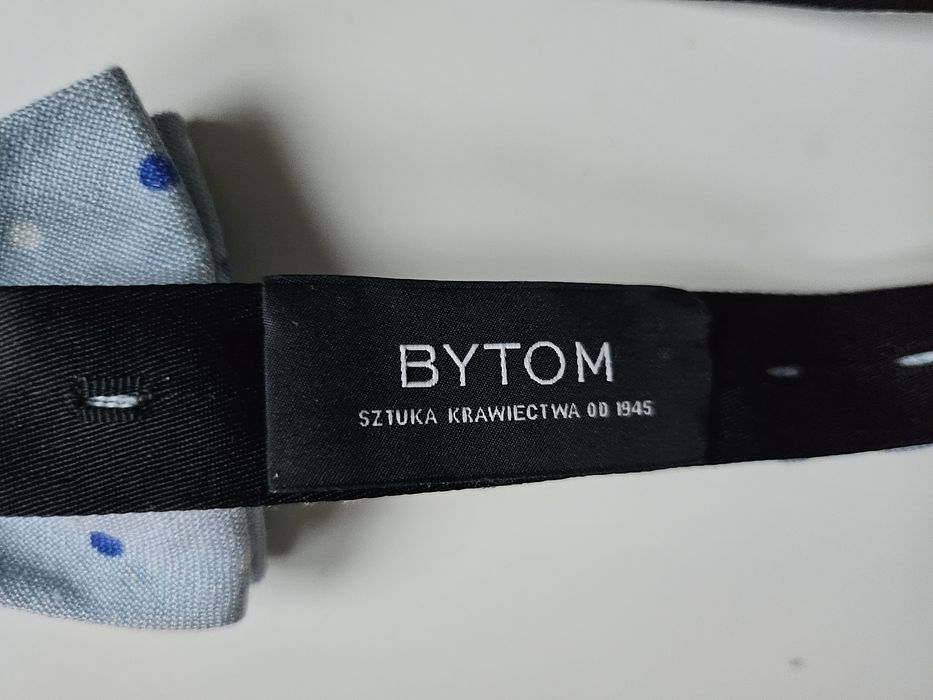 BYTOM
SZTUKA KRAWIECTWA OD 1945